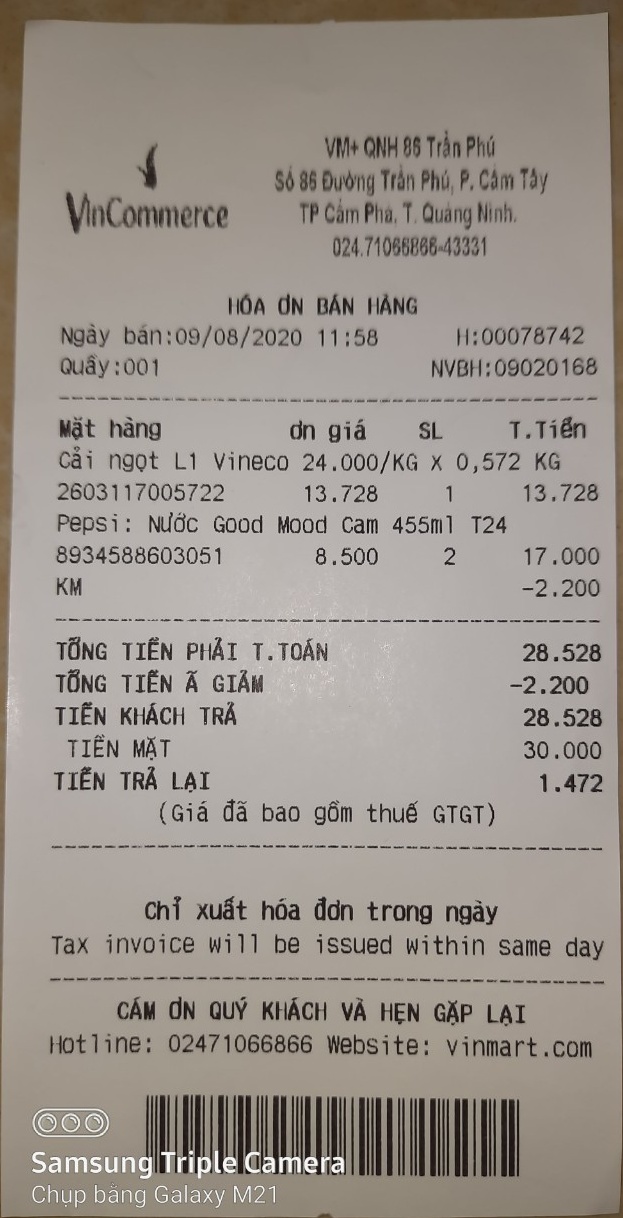 VinCommerce
VM+ QNH 86 Trần Phú
Số 86 Đường Trần Phú, P. Cẩm Tây
TP Cẩm Phả, T. Quảng Ninh.
024.71066866-43331
HÓA ƠN BÁN HÀNG
Ngày bán:09/08/2020 11:58 H:00078742
Quầy:001 NVBH:09020168
Mặt hàng ơn giá SL T.Tiền
Cải ngọt L1 Vineco 24.000/KG X 0,572 KG
2603117005722 13.728 1 13.728
Pepsi: Nước Good Mood Cam 455ml T24
8934588603051 8.500 2 17.000
KM -2.200
TỔNG TIỀN PHẢI T.TOÁN 28.528
TỔNG TIỀN Ã GIẢM -2.200
TIỀN KHÁCH TRẢ 28.528
TIỀN MẶT 30.000
TIỀN TRẢ LẠI 1.472
(Giá đã bao gồm thuế GTGT)
Chỉ xuất hóa đơn trong ngày
Tax invoice will be issued within same day
CÁM ƠN QUÝ KHÁCH VÀ HẸN GẶP LẠI
Hotline: 02471066866 Website: vinmart.com
Samsung Triple Camera
Chụp bằng Galaxy M21